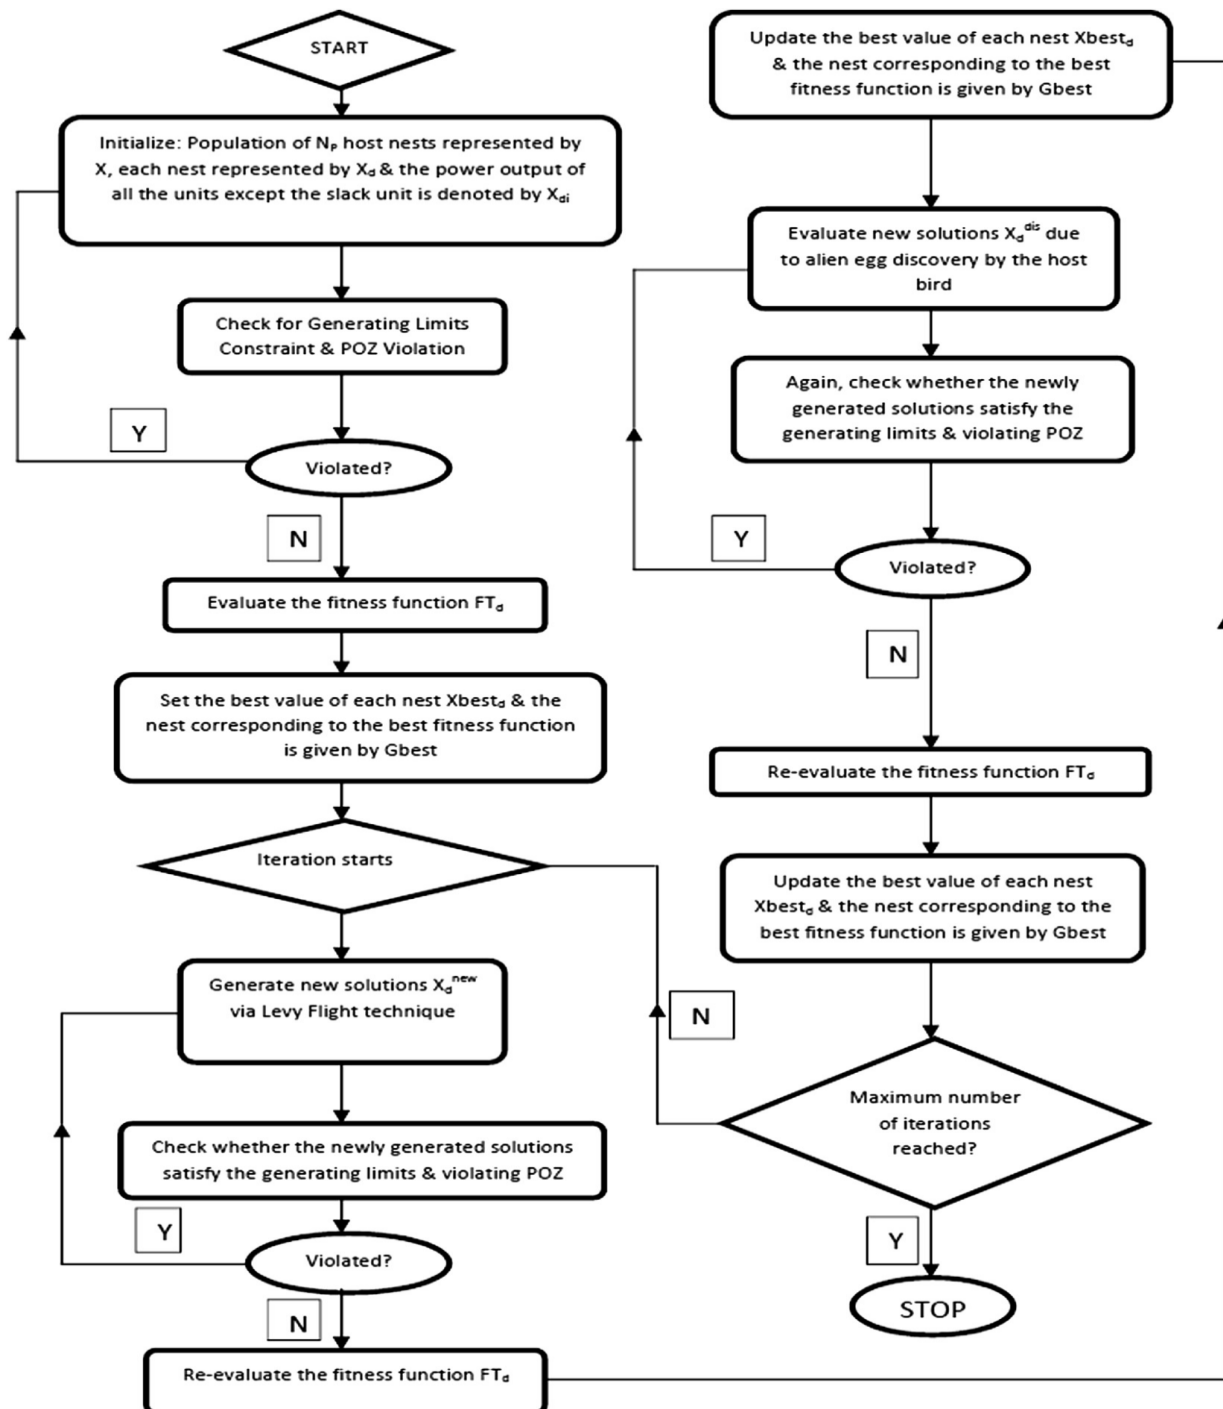 START
Initialize: Population of Nₚ host nests represented by
X, each nest represented by X_d & the power output of
all the units except the slack unit is denoted by X_di
Check for Generating Limits
Constraint & POZ Violation
Y
Violated?
N
Evaluate the fitness function FT_d
Set the best value of each nest Xbest_d & the
nest corresponding to the best fitness function
is given by Gbest
Iteration starts
Generate new solutions X_d^new
via Levy Flight technique
Check whether the newly generated solutions
satisfy the generating limits & violating POZ
Y
Violated?
N
Re-evaluate the fitness function FT_d
Update the best value of each nest Xbest_d
& the nest corresponding to the best
fitness function is given by Gbest
Evaluate new solutions X_d^dis due
to alien egg discovery by the host
bird
Again, check whether the newly
generated solutions satisfy the
generating limits & violating POZ
Y
Violated?
N
Re-evaluate the fitness function FT_d
Update the best value of each nest
Xbest_d & the nest corresponding to the
best fitness function is given by Gbest
N
Maximum number
of iterations
reached?
Y
STOP